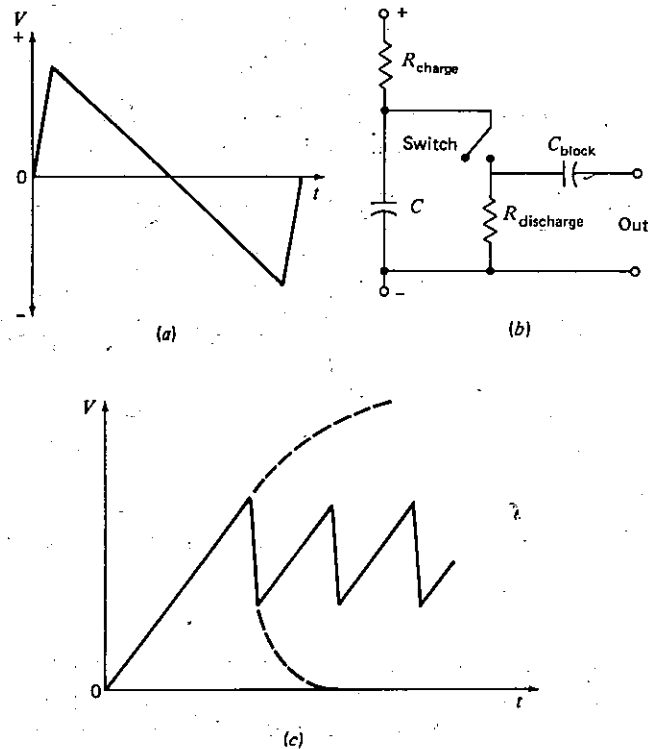 V
+
0
t
–
(a)
+
R charge
Switch
C block
C
R discharge
Out
–
(b)
V
0
t
(c)